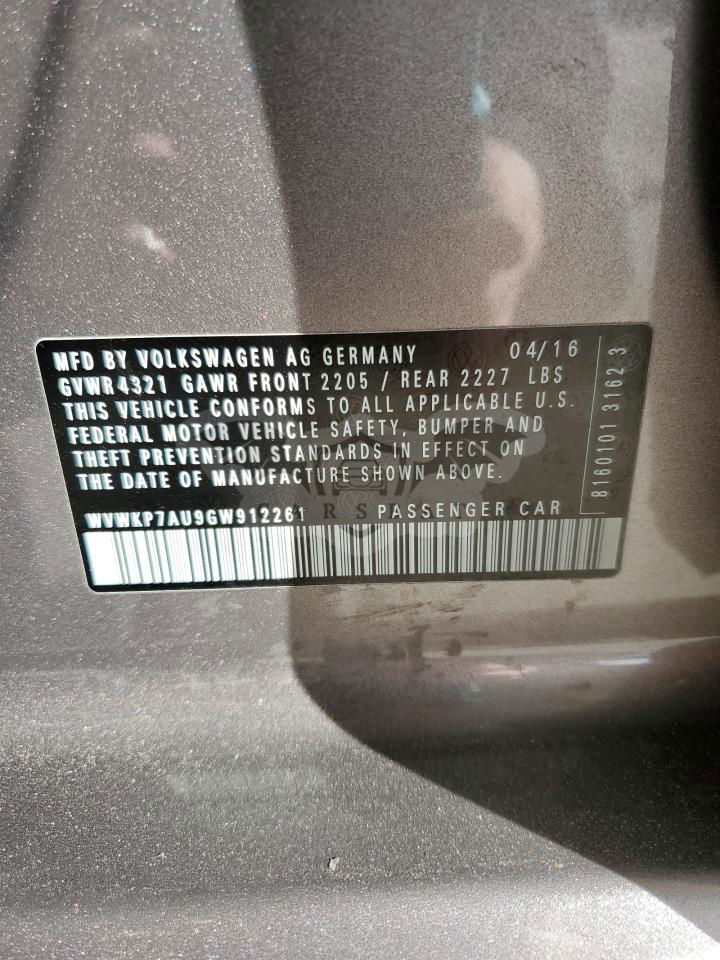 MFD BY VOLKSWAGEN AG GERMANY 04/16
GVWR4321 GAWR FRONT 2205 / REAR 2227 LBS
THIS VEHICLE CONFORMS TO ALL APPLICABLE U.S.
FEDERAL MOTOR VEHICLE SAFETY, BUMPER AND
THEFT PREVENTION STANDARDS IN EFFECT ON
THE DATE OF MANUFACTURE SHOWN ABOVE.
WVWKP7AU9GW912261 PASSENGER CAR
CARS
8160101 3162 3